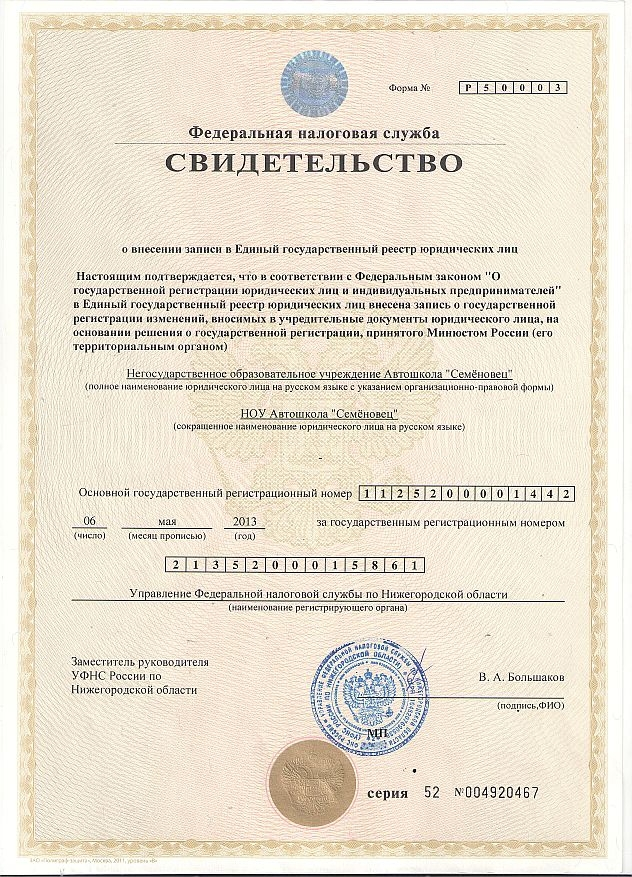 Форма № Р50003
Федеральная налоговая служба
СВИДЕТЕЛЬСТВО
о внесении записи в Единый государственный реестр юридических лиц
Настоящим подтверждается, что в соответствии с Федеральным законом "О
государственной регистрации юридических лиц и индивидуальных предпринимателей"
в Единый государственный реестр юридических лиц внесена запись о государственной
регистрации изменений, вносимых в учредительные документы юридического лица, на
основании решения о государственной регистрации, принятого Минюстом России (его
территориальным органом)
Негосударственное образовательное учреждение Автошкола "Семёновец"
(полное наименование юридического лица на русском языке с указанием организационно-правовой формы)
НОУ Автошкола "Семёновец"
(сокращенное наименование юридического лица на русском языке)
-
Основной государственный регистрационный номер 1125200001442
06 мая 2013 за государственным регистрационным номером
(число) (месяц прописью) (год)
2135200015861
Управление Федеральной налоговой службы по Нижегородской области
(наименование регистрирующего органа)
Заместитель руководителя
УФНС России по
Нижегородской области
В. А. Большаков
(подпись,ФИО)
МП
серия 52 №004920467
ЗАО «Полиграф-защита», Москва, 2011, уровень «В»